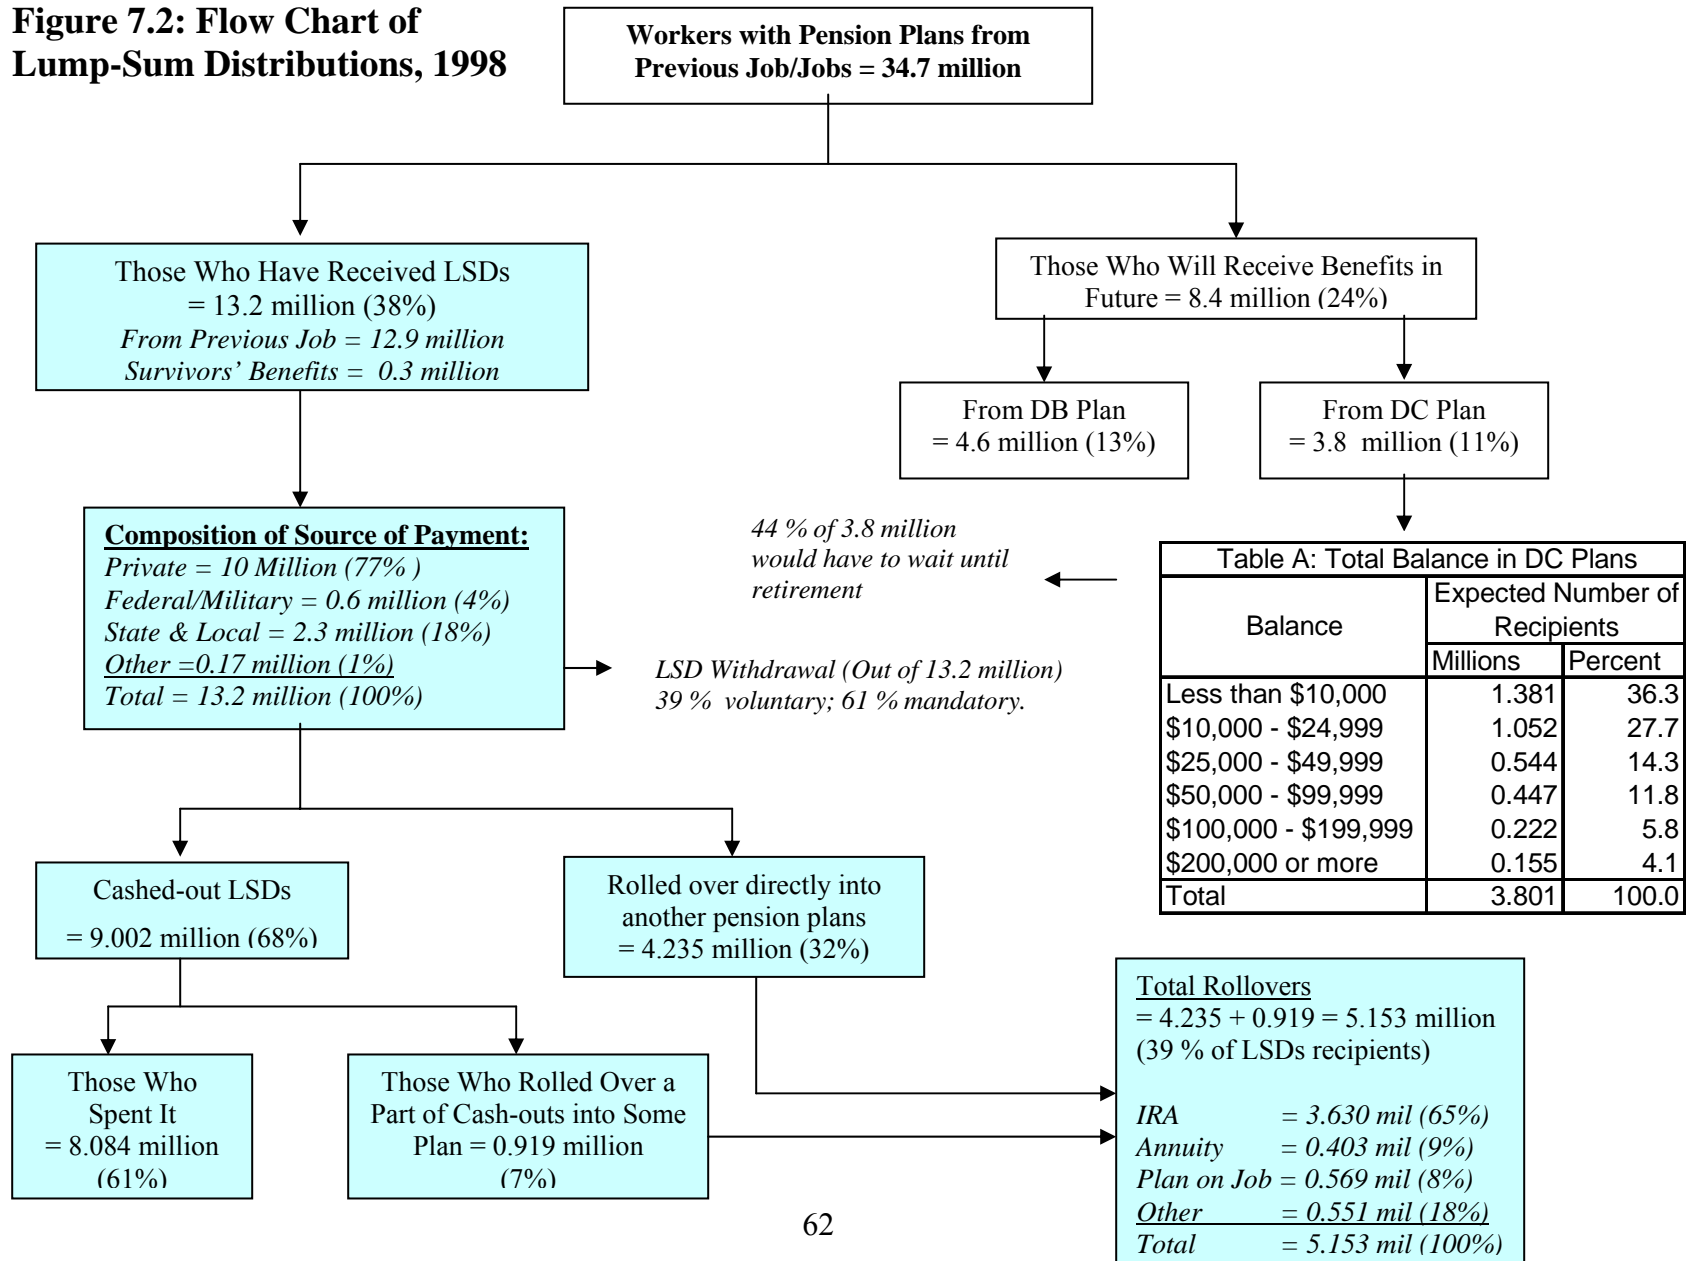 Figure 7.2: Flow Chart of
Lump-Sum Distributions, 1998
Workers with Pension Plans from
Previous Job/Jobs = 34.7 million
Those Who Have Received LSDs
= 13.2 million (38%)
From Previous Job = 12.9 million
Survivors’ Benefits = 0.3 million
Those Who Will Receive Benefits in
Future = 8.4 million (24%)
From DB Plan
= 4.6 million (13%)
From DC Plan
= 3.8 million (11%)
Composition of Source of Payment:
Private = 10 Million (77% )
Federal/Military = 0.6 million (4%)
State & Local = 2.3 million (18%)
Other =0.17 million (1%)
Total = 13.2 million (100%)
44 % of 3.8 million
would have to wait until
retirement
LSD Withdrawal (Out of 13.2 million)
39 % voluntary; 61 % mandatory.
Table A: Total Balance in DC Plans
Balance
Expected Number of
Recipients
Millions Percent
Less than $10,000 1.381 36.3
$10,000 - $24,999 1.052 27.7
$25,000 - $49,999 0.544 14.3
$50,000 - $99,999 0.447 11.8
$100,000 - $199,999 0.222 5.8
$200,000 or more 0.155 4.1
Total 3.801 100.0
Cashed-out LSDs
= 9.002 million (68%)
Rolled over directly into
another pension plans
= 4.235 million (32%)
Those Who
Spent It
= 8.084 million
(61%)
Those Who Rolled Over a
Part of Cash-outs into Some
Plan = 0.919 million
(7%)
Total Rollovers
= 4.235 + 0.919 = 5.153 million
(39 % of LSDs recipients)
IRA = 3.630 mil (65%)
Annuity = 0.403 mil (9%)
Plan on Job = 0.569 mil (8%)
Other = 0.551 mil (18%)
Total = 5.153 mil (100%)
62